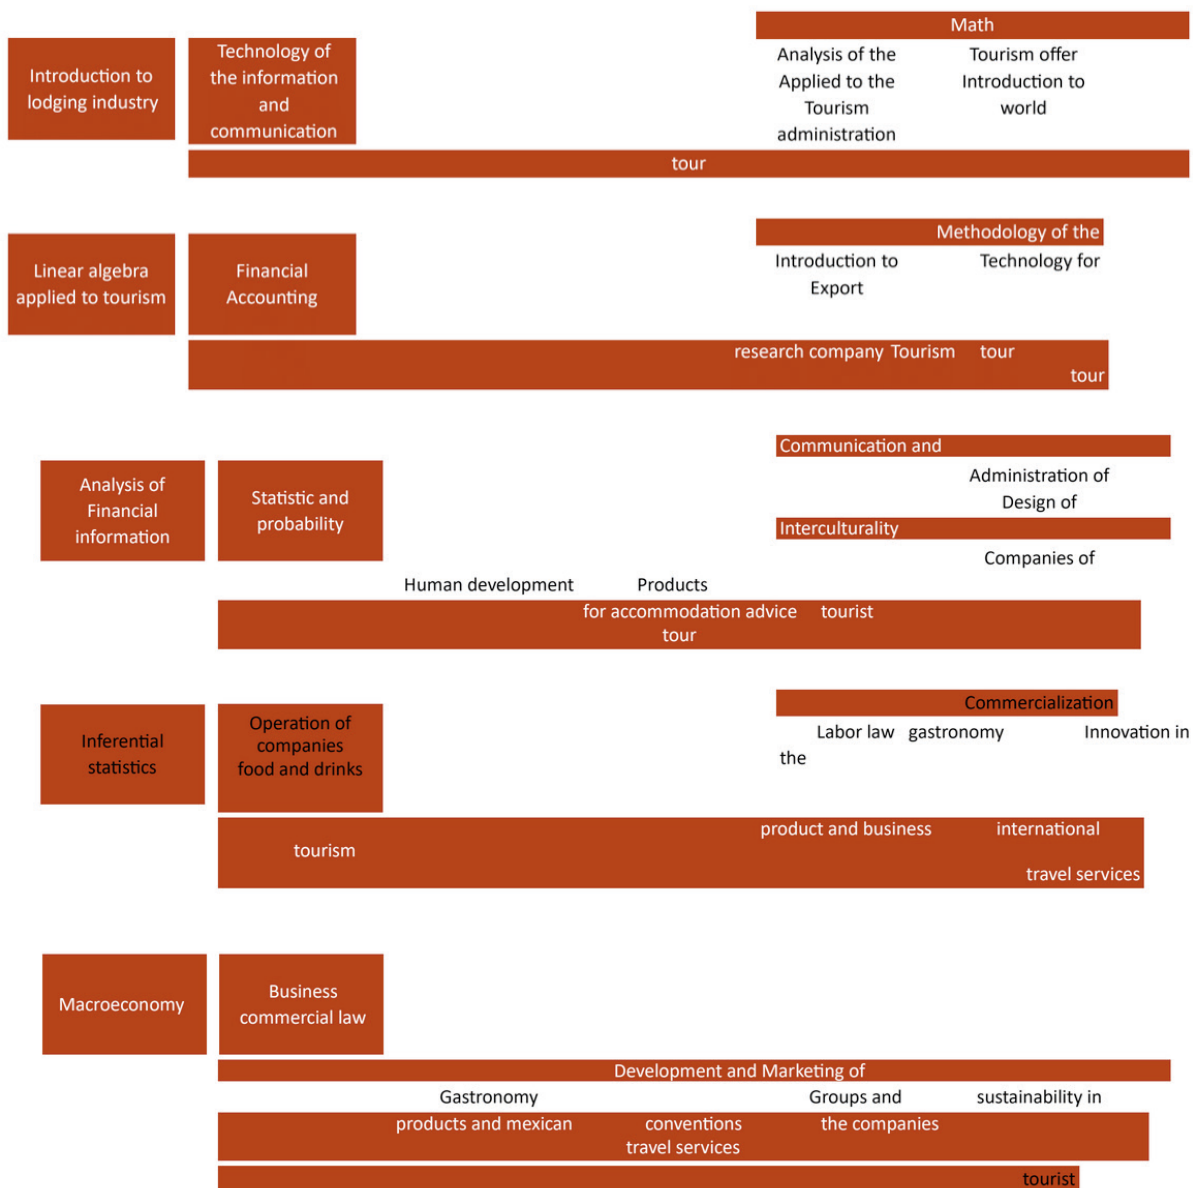 Math
Introduction to
lodging industry
Technology of
the information
and
communication
Analysis of the
Applied to the
Tourism
administration
Tourism offer
Introduction to
world
tour
Methodology of the
Linear algebra
applied to tourism
Financial
Accounting
Introduction to
Export
Technology for
research company Tourism tour
tour
Communication and
Analysis of
Financial
information
Statistic and
probability
Administration of
Design of
Interculturality
Companies of
Human development Products
for accommodation advice tourist
tour
Commercialization
Inferential
statistics
Operation of
companies
food and drinks
Labor law gastronomy Innovation in
the
product and business international
tourism
travel services
Macroeconomy
Business
commercial law
Development and Marketing of
Gastronomy Groups and sustainability in
products and mexican conventions the companies
travel services
tourist